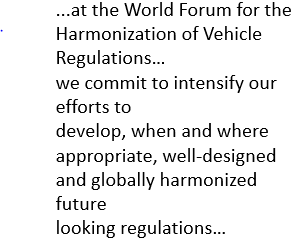 ...at the World Forum for the
Harmonization of Vehicle
Regulations...
we commit to intensify our
efforts to
develop, when and where
appropriate, well-designed
and globally harmonized
future
looking regulations...